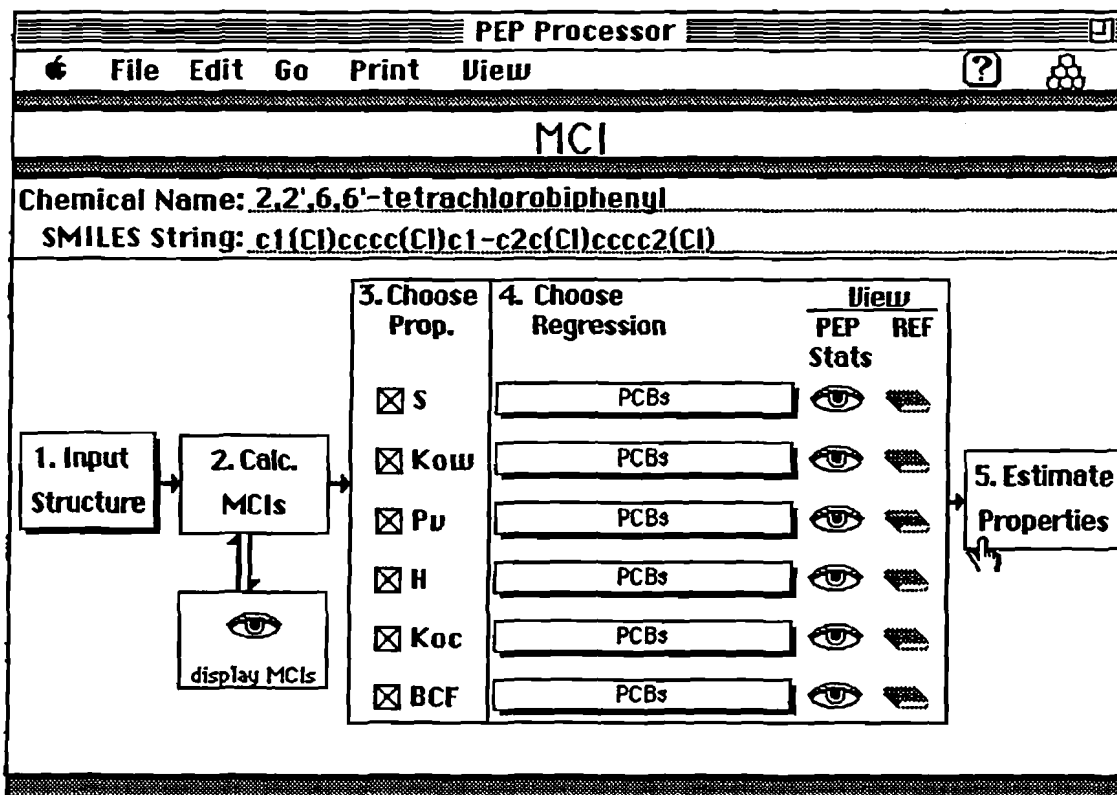 PEP Processor
File Edit Go Print View
?
MCI
Chemical Name: 2,2',6,6'-tetrachlorobiphenyl
SMILES String: c1(Cl)cccc(Cl)c1-c2c(Cl)cccc2(Cl)
1. Input
Structure
2. Calc.
MCIs
display MCIs
3. Choose
Prop.
4. Choose
Regression
View
PEP REF
Stats
S PCBs
Kow PCBs
Pv PCBs
H PCBs
Koc PCBs
BCF PCBs
5. Estimate
Properties